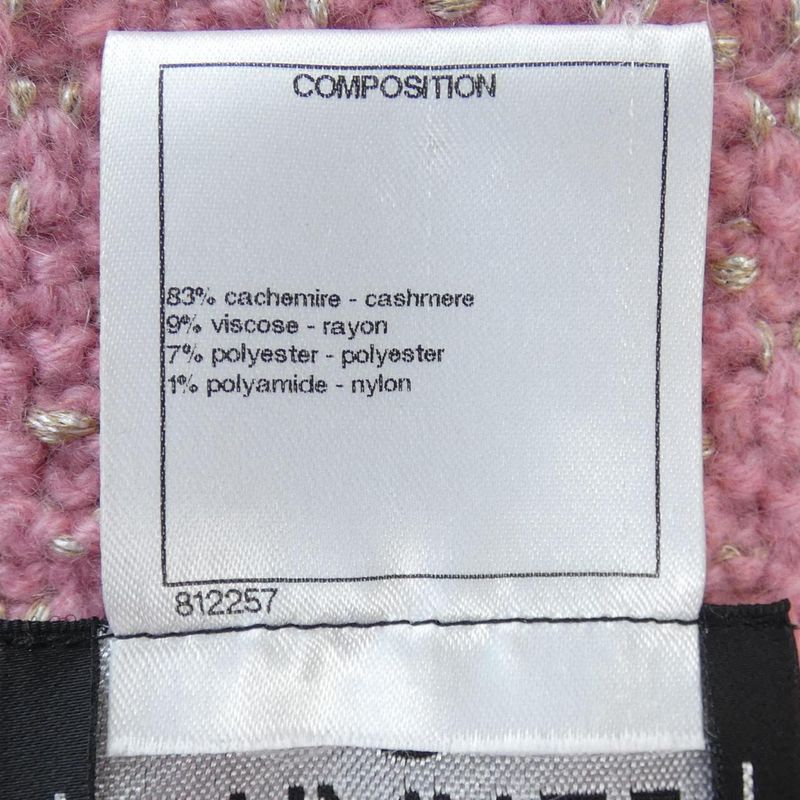 COMPOSITION
83% cachemire - cashmere
9% viscose - rayon
7% polyester - polyester
1% polyamide - nylon
812257